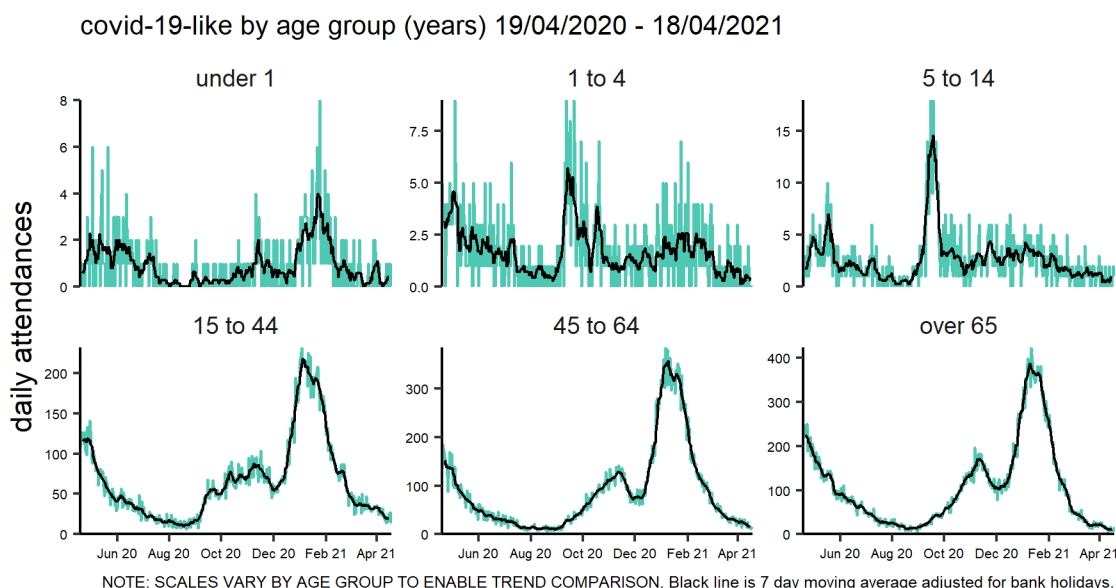 covid-19-like by age group (years) 19/04/2020 - 18/04/2021
under 1
1 to 4
5 to 14
8
6
4
2
0
7.5
5.0
2.5
0.0
15
10
5
0
daily attendances
15 to 44
45 to 64
over 65
200
150
100
50
0
300
200
100
0
400
300
200
100
0
Jun 20 Aug 20 Oct 20 Dec 20 Feb 21 Apr 21
Jun 20 Aug 20 Oct 20 Dec 20 Feb 21 Apr 21
Jun 20 Aug 20 Oct 20 Dec 20 Feb 21 Apr 21
NOTE: SCALES VARY BY AGE GROUP TO ENABLE TREND COMPARISON. Black line is 7 day moving average adjusted for bank holidays.